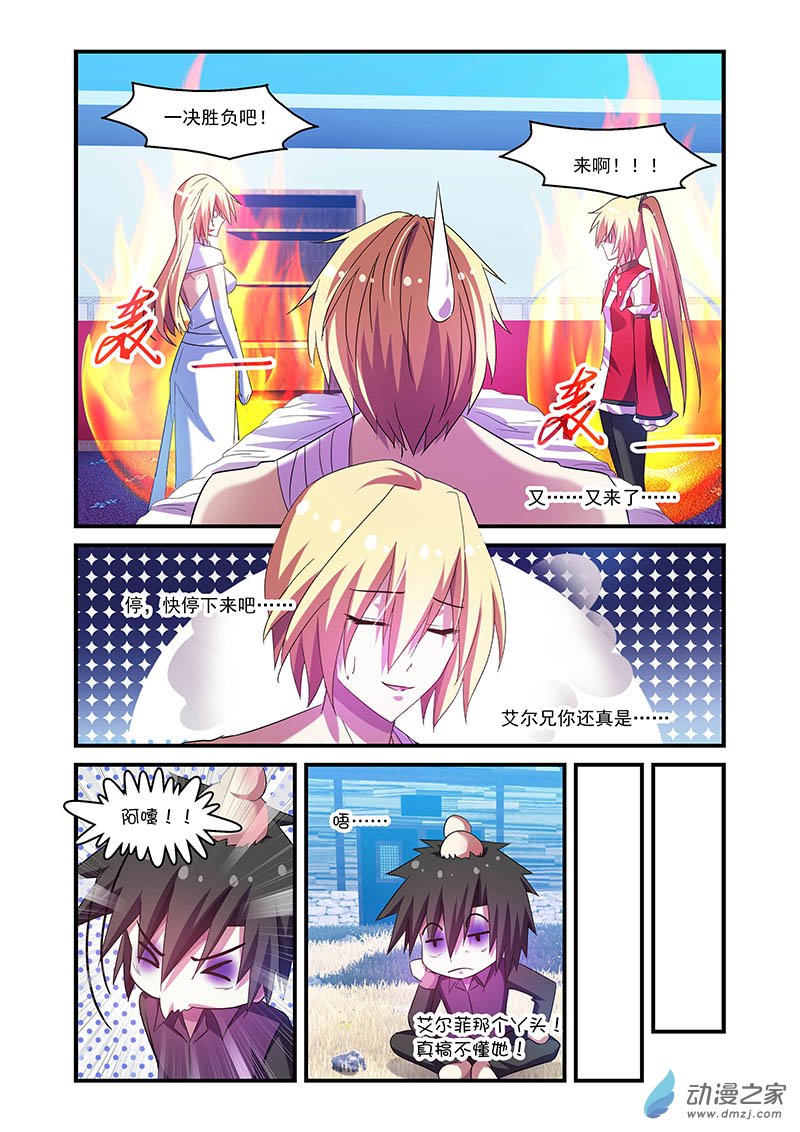 一决胜负吧！
来啊！！！
轰
轰
又……又来了……
停，快停下来吧……
艾尔兄你还真是……
阿嚏！！
唔……
艾尔菲那个丫头！
真搞不懂她！
动漫之家
www.dmzj.com